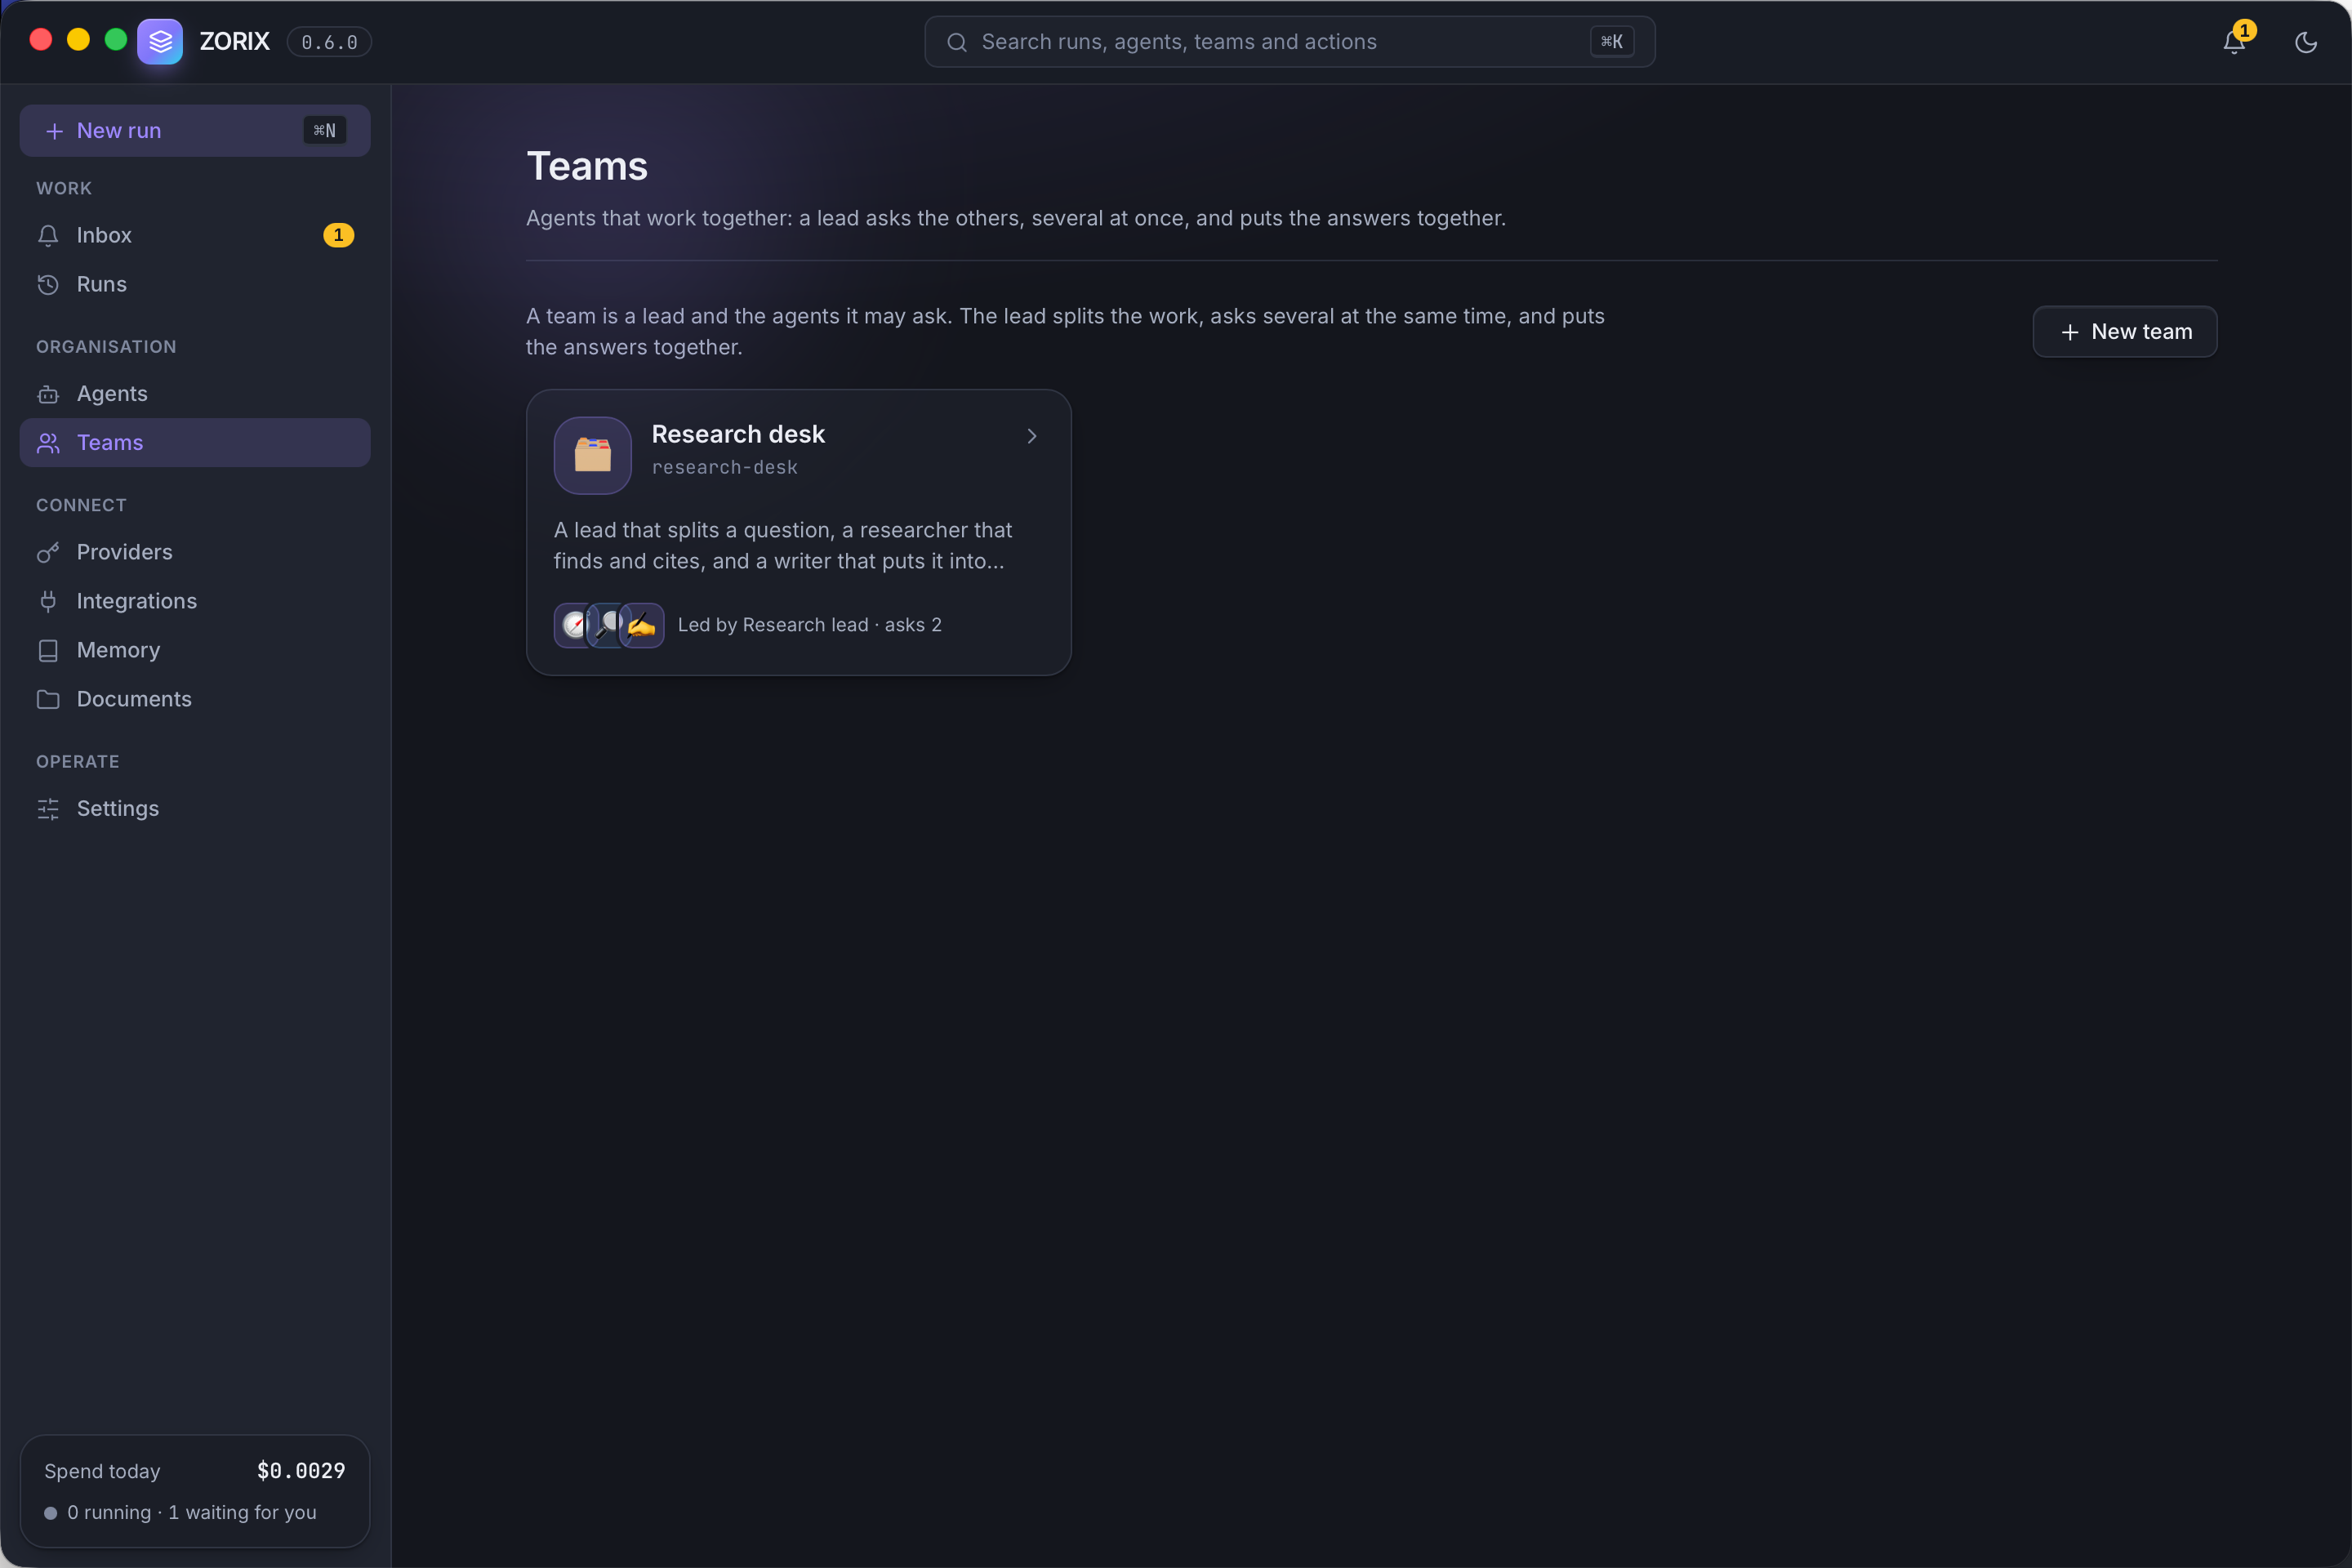 ZORIX 0.6.0
Search runs, agents, teams and actions ⌘K
1
New run ⌘N
WORK
Inbox 1
Runs
ORGANISATION
Agents
Teams
CONNECT
Providers
Integrations
Memory
Documents
OPERATE
Settings
Spend today $0.0029
0 running · 1 waiting for you
Teams
Agents that work together: a lead asks the others, several at once, and puts the answers together.
A team is a lead and the agents it may ask. The lead splits the work, asks several at the same time, and puts
the answers together.
New team
Research desk
research-desk
A lead that splits a question, a researcher that
finds and cites, and a writer that puts it into...
Led by Research lead · asks 2